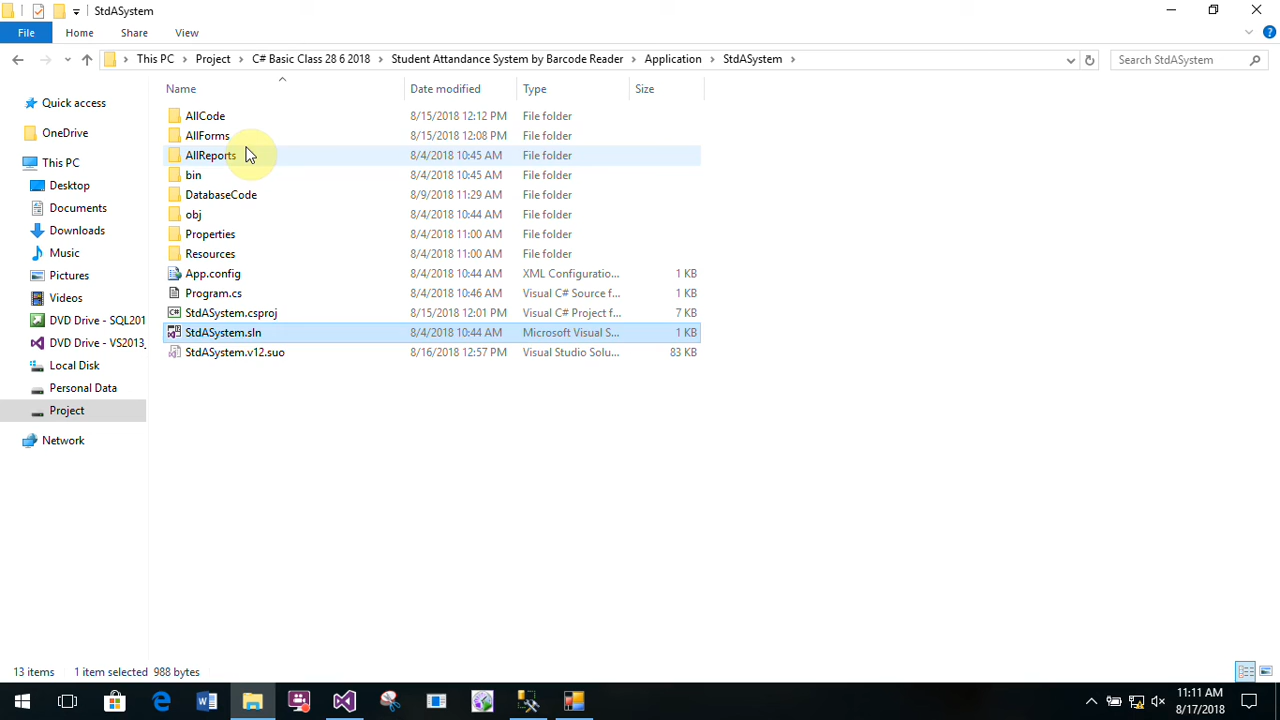 StdASystem
File Home Share View
This PC Project C# Basic Class 28 6 2018 Student Attandance System by Barcode Reader Application StdASystem Search StdASystem
Name Date modified Type Size
Quick access
OneDrive
This PC
Desktop
Documents
Downloads
Music
Pictures
Videos
DVD Drive - SQL201
DVD Drive - VS2013_
Local Disk
Personal Data
Project
Network
AllCode 8/15/2018 12:12 PM File folder
AllForms 8/15/2018 12:08 PM File folder
AllReports 8/4/2018 10:45 AM File folder
bin 8/4/2018 10:45 AM File folder
DatabaseCode 8/9/2018 11:29 AM File folder
obj 8/4/2018 10:44 AM File folder
Properties 8/4/2018 11:00 AM File folder
Resources 8/4/2018 11:00 AM File folder
App.config 8/4/2018 10:44 AM XML Configuratio... 1 KB
Program.cs 8/4/2018 10:46 AM Visual C# Source f... 1 KB
StdASystem.csproj 8/15/2018 12:01 PM Visual C# Project f... 7 KB
StdASystem.sln 8/4/2018 10:44 AM Microsoft Visual S... 1 KB
StdASystem.v12.suo 8/16/2018 12:57 PM Visual Studio Solu... 83 KB
13 items 1 item selected 988 bytes
11:11 AM
8/17/2018